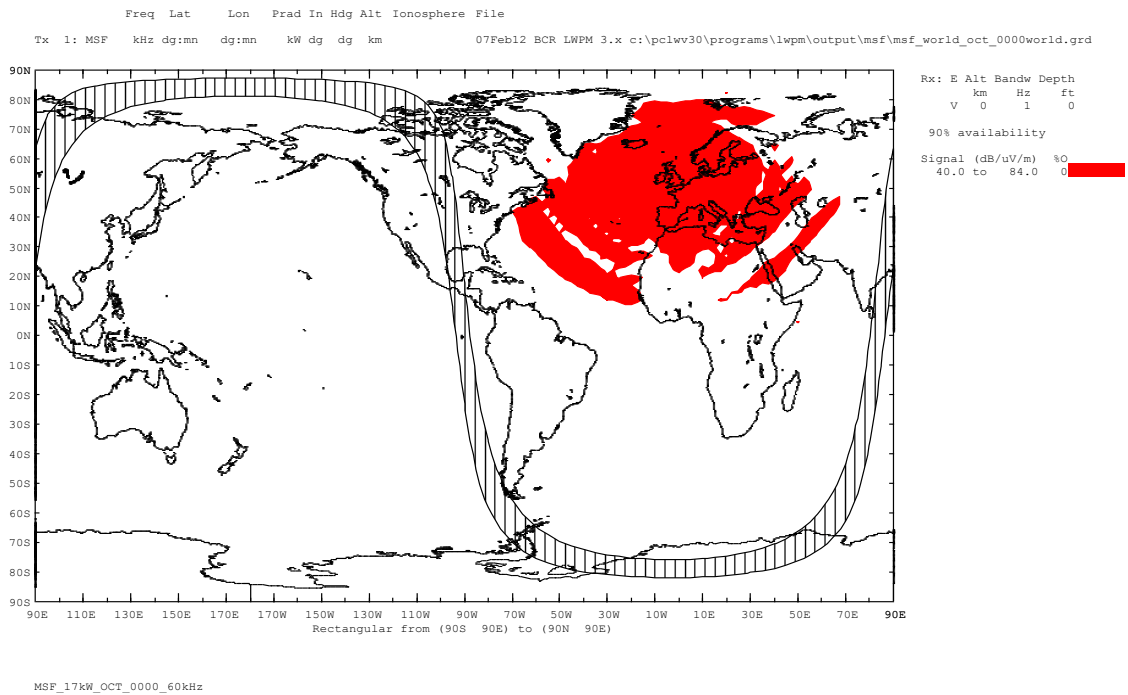 Freq Lat Lon Prad In Hdg Alt Ionosphere File
Tx 1: MSF kHz dg:mn dg:mn kW dg dg km 07Feb12 BCR LWPM 3.x c:\pclwv30\programs\lwpm\output\msf\msf_world_oct_0000world.grd
Rx: E Alt Bandw Depth
km Hz ft
V 0 1 0
90% availability
Signal (dB/uV/m) %O
40.0 to 84.0 0
90N
80N
70N
60N
50N
40N
30N
20N
10N
0N
10S
20S
30S
40S
50S
60S
70S
80S
90S
90E 110E 130E 150E 170E 170W 150W 130W 110W 90W 70W 50W 30W 10W 10E 30E 50E 70E 90E
Rectangular from (90S 90E) to (90N 90E)
MSF_17kW_OCT_0000_60kHz